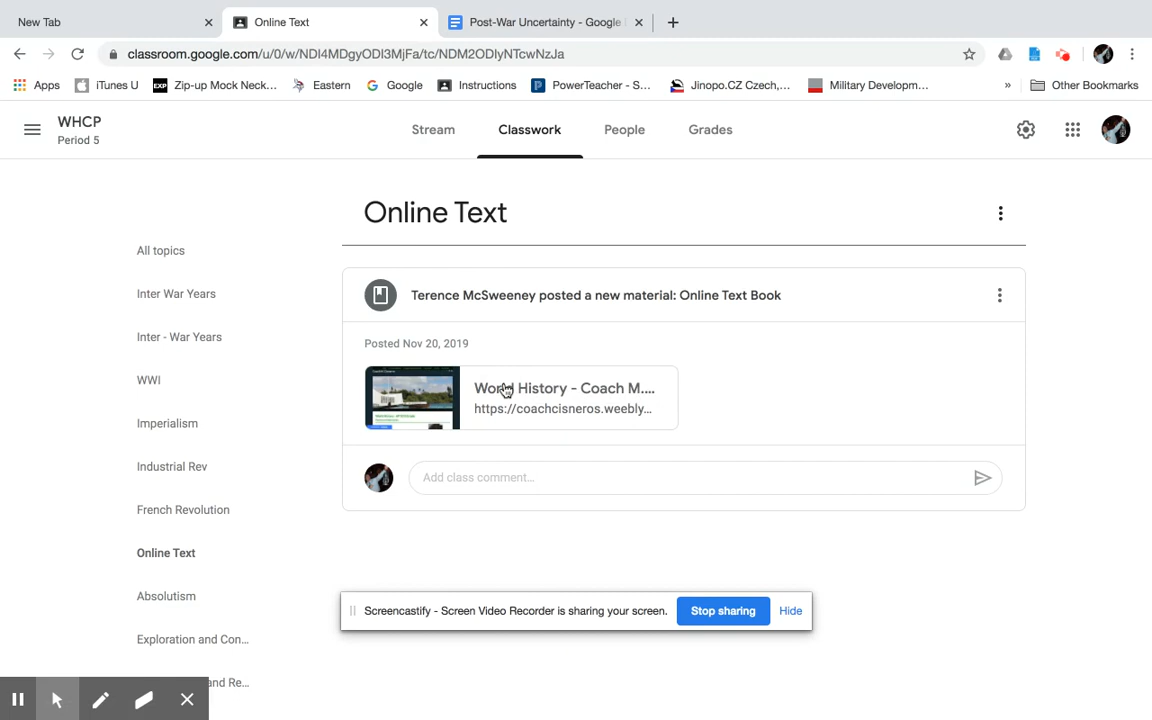 New Tab
Online Text
Post-War Uncertainty - Google
classroom.google.com/u/0/w/NDI4MDgyODI3MjFa/tc/NDM2ODIyNTcwNzJa
Apps
iTunes U
EXP
Zip-up Mock Neck...
Eastern
Google
Instructions
PowerTeacher - S...
Jinopo.CZ Czech,...
Military Developm...
»
Other Bookmarks
WHCP
Period 5
Stream
Classwork
People
Grades
Online Text
All topics
Inter War Years
Inter - War Years
WWI
Imperialism
Industrial Rev
French Revolution
Online Text
Absolutism
Exploration and Con...
and Re...
Terence McSweeney posted a new material: Online Text Book
Posted Nov 20, 2019
World History - Coach M....
https://coachcisneros.weebly...
Add class comment...
Screencastify - Screen Video Recorder is sharing your screen.
Stop sharing
Hide